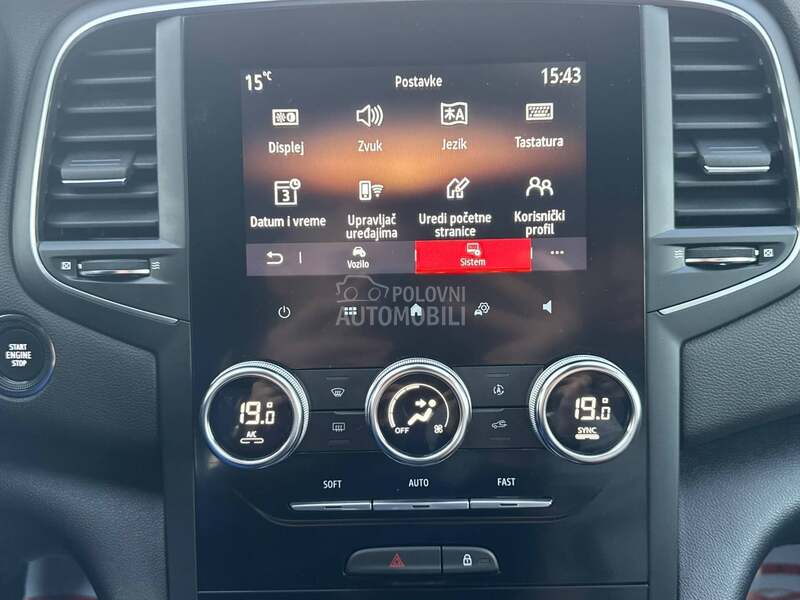 15°C
Postavke
15:43
Displej
Zvuk
Jezik
Tastatura
Datum i vreme
Upravljač
uređajima
Uredi početne
stranice
Korisnički
profil
Vozilo
Sistem
POLOVNI
AUTOMOBILI
START
ENGINE
STOP
19.0
A/C
OFF
19.0
SYNC
SOFT
AUTO
FAST